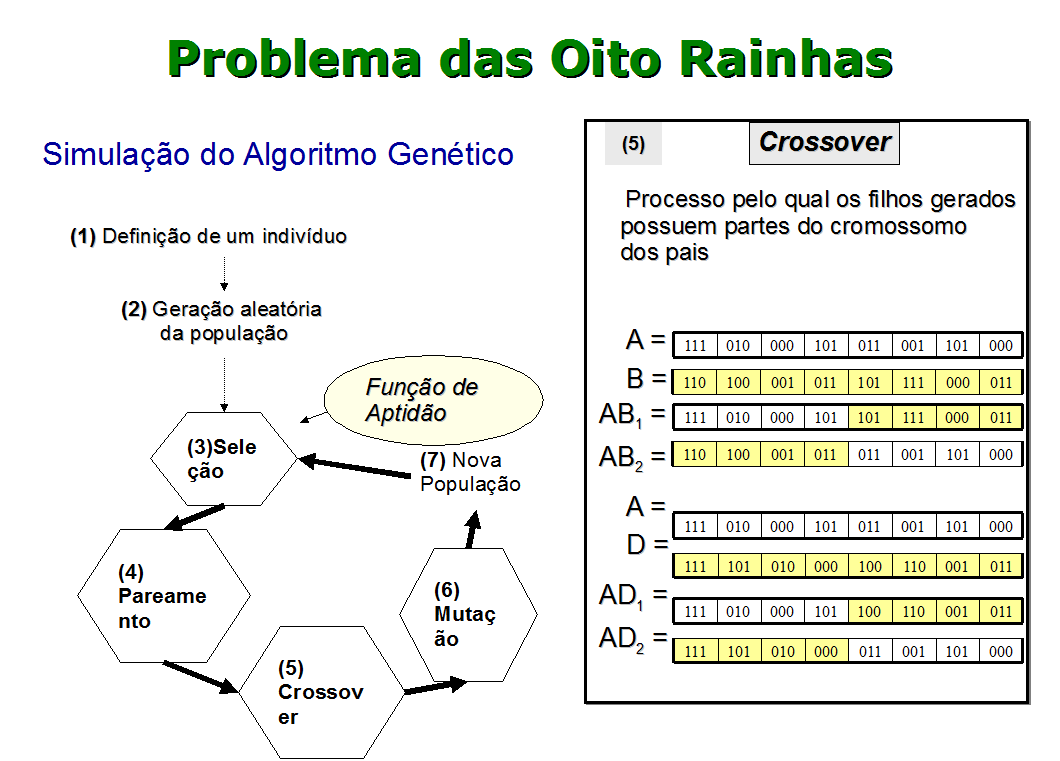 Problema das Oito Rainhas
Simulação do Algoritmo Genético
(1) Definição de um indivíduo
(2) Geração aleatória
da população
Função de
Aptidão
(3)Sele
ção
(7) Nova
População
(4)
Pareame
nto
(6)
Mutaç
ão
(5)
Crossov
er
(5)
Crossover
Processo pelo qual os filhos gerados
possuem partes do cromossomo
dos pais
A = 111 010 000 101 011 001 101 000
B = 110 100 001 011 101 111 000 011
AB1 = 111 010 000 101 101 111 000 011
AB2 = 110 100 001 011 011 001 101 000
A = 111 010 000 101 011 001 101 000
D = 111 101 010 000 100 110 001 011
AD1 = 111 010 000 101 100 110 001 011
AD2 = 111 101 010 000 011 001 101 000